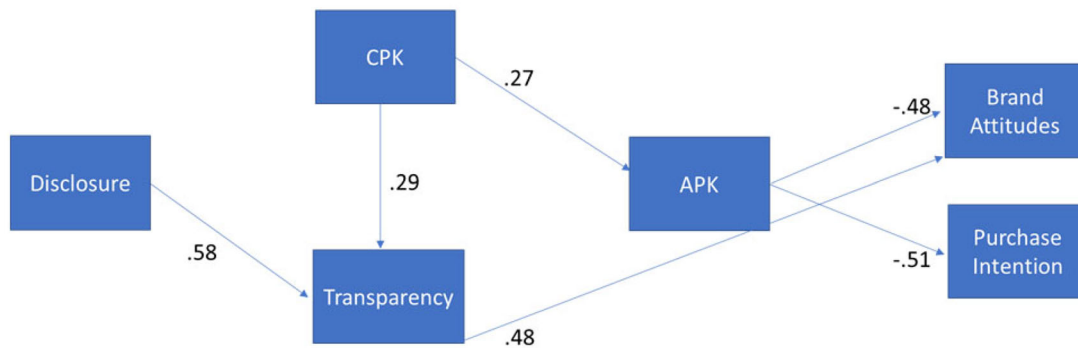 CPK
.27
-.48
Brand
Attitudes
Disclosure
.29
APK
.58
Transparency
.48
-.51
Purchase
Intention